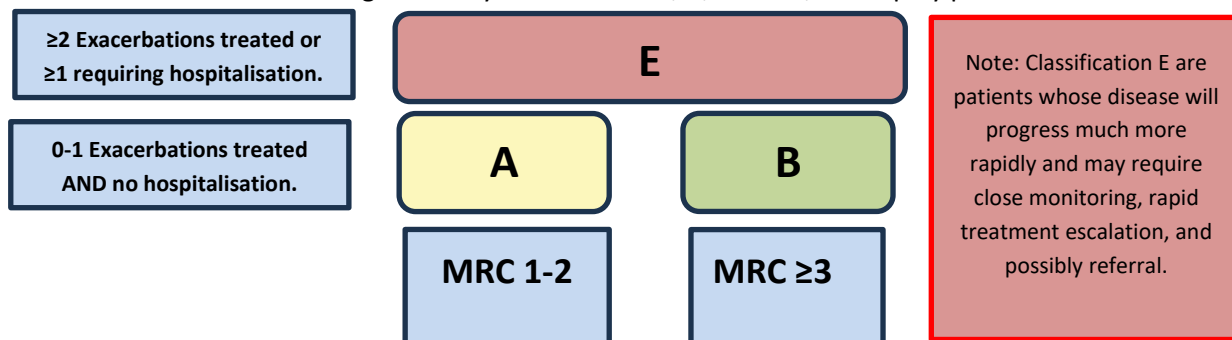 ≥2 Exacerbations treated or
≥1 requiring hospitalisation.
E
0-1 Exacerbations treated
AND no hospitalisation.
A
B
MRC 1-2
MRC ≥3
Note: Classification E are
patients whose disease will
progress much more
rapidly and may require
close monitoring, rapid
treatment escalation, and
possibly referral.